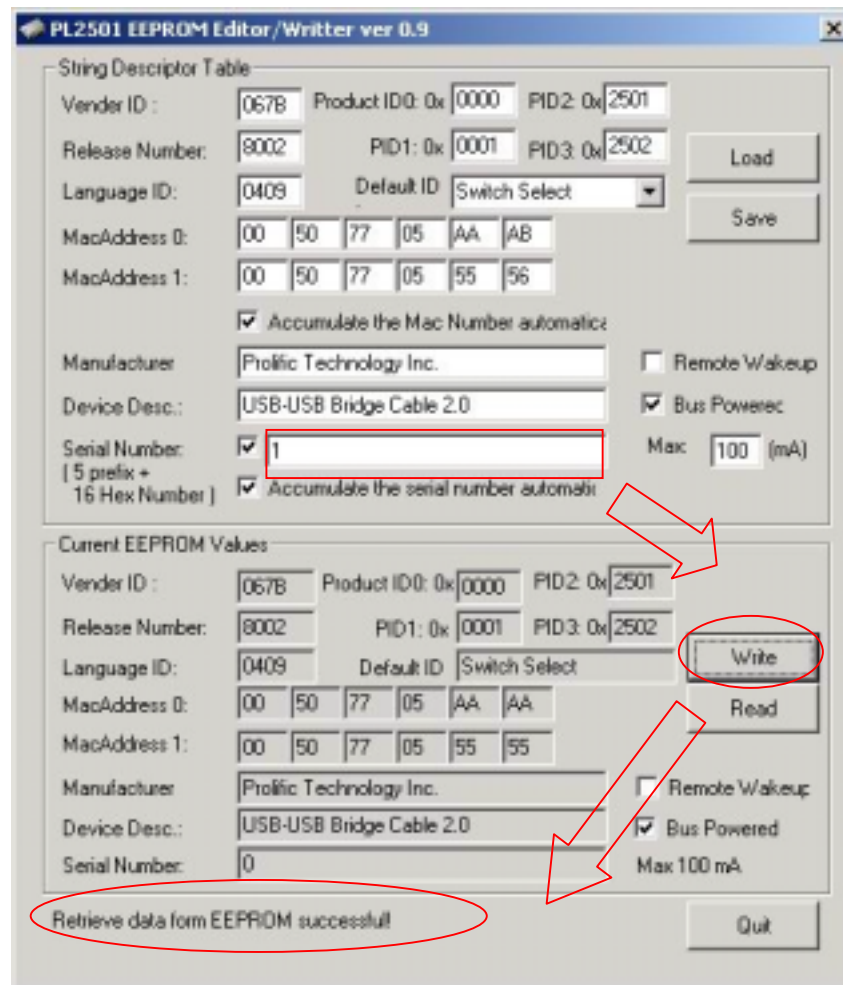 PL2501 EEPROM Editor/Writter ver 0.9
String Descriptor Table
Vender ID : 067B Product ID0: 0x 0000 PID2: 0x 2501
Release Number: 8002 PID1: 0x 0001 PID3: 0x 2502
Load
Language ID: 0409 Default ID Switch Select
Save
MacAddress 0: 00 50 77 05 AA AB
MacAddress 1: 00 50 77 05 55 56
Accumulate the Mac Number automatica
Manufacturer Prolific Technology Inc. Remote Wakeup
Device Desc.: USB-USB Bridge Cable 2.0 Bus Powered
Serial Number: 1 Max: 100 (mA)
( 5 prefix +
16 Hex Number ) Accumulate the serial number automatic
Current EEPROM Values
Vender ID : 067B Product ID0: 0x 0000 PID2: 0x 2501
Release Number: 8002 PID1: 0x 0001 PID3: 0x 2502
Write
Language ID: 0409 Default ID Switch Select
MacAddress 0: 00 50 77 05 AA AA
Read
MacAddress 1: 00 50 77 05 55 55
Manufacturer Prolific Technology Inc. Remote Wakeup
Device Desc.: USB-USB Bridge Cable 2.0 Bus Powered
Serial Number: 0 Max 100 mA
Retrieve data form EEPROM successful!
Quit